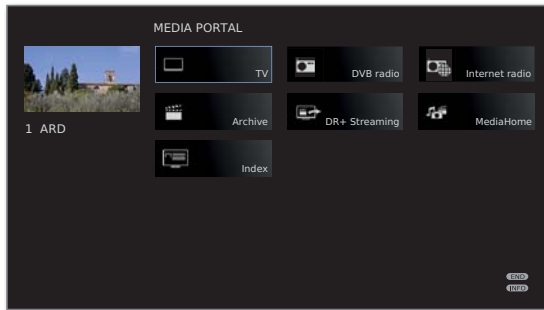 MEDIA PORTAL
TV
DVB radio
Internet radio
1 ARD
Archive
DR+ Streaming
MediaHome
Index
END
INFO